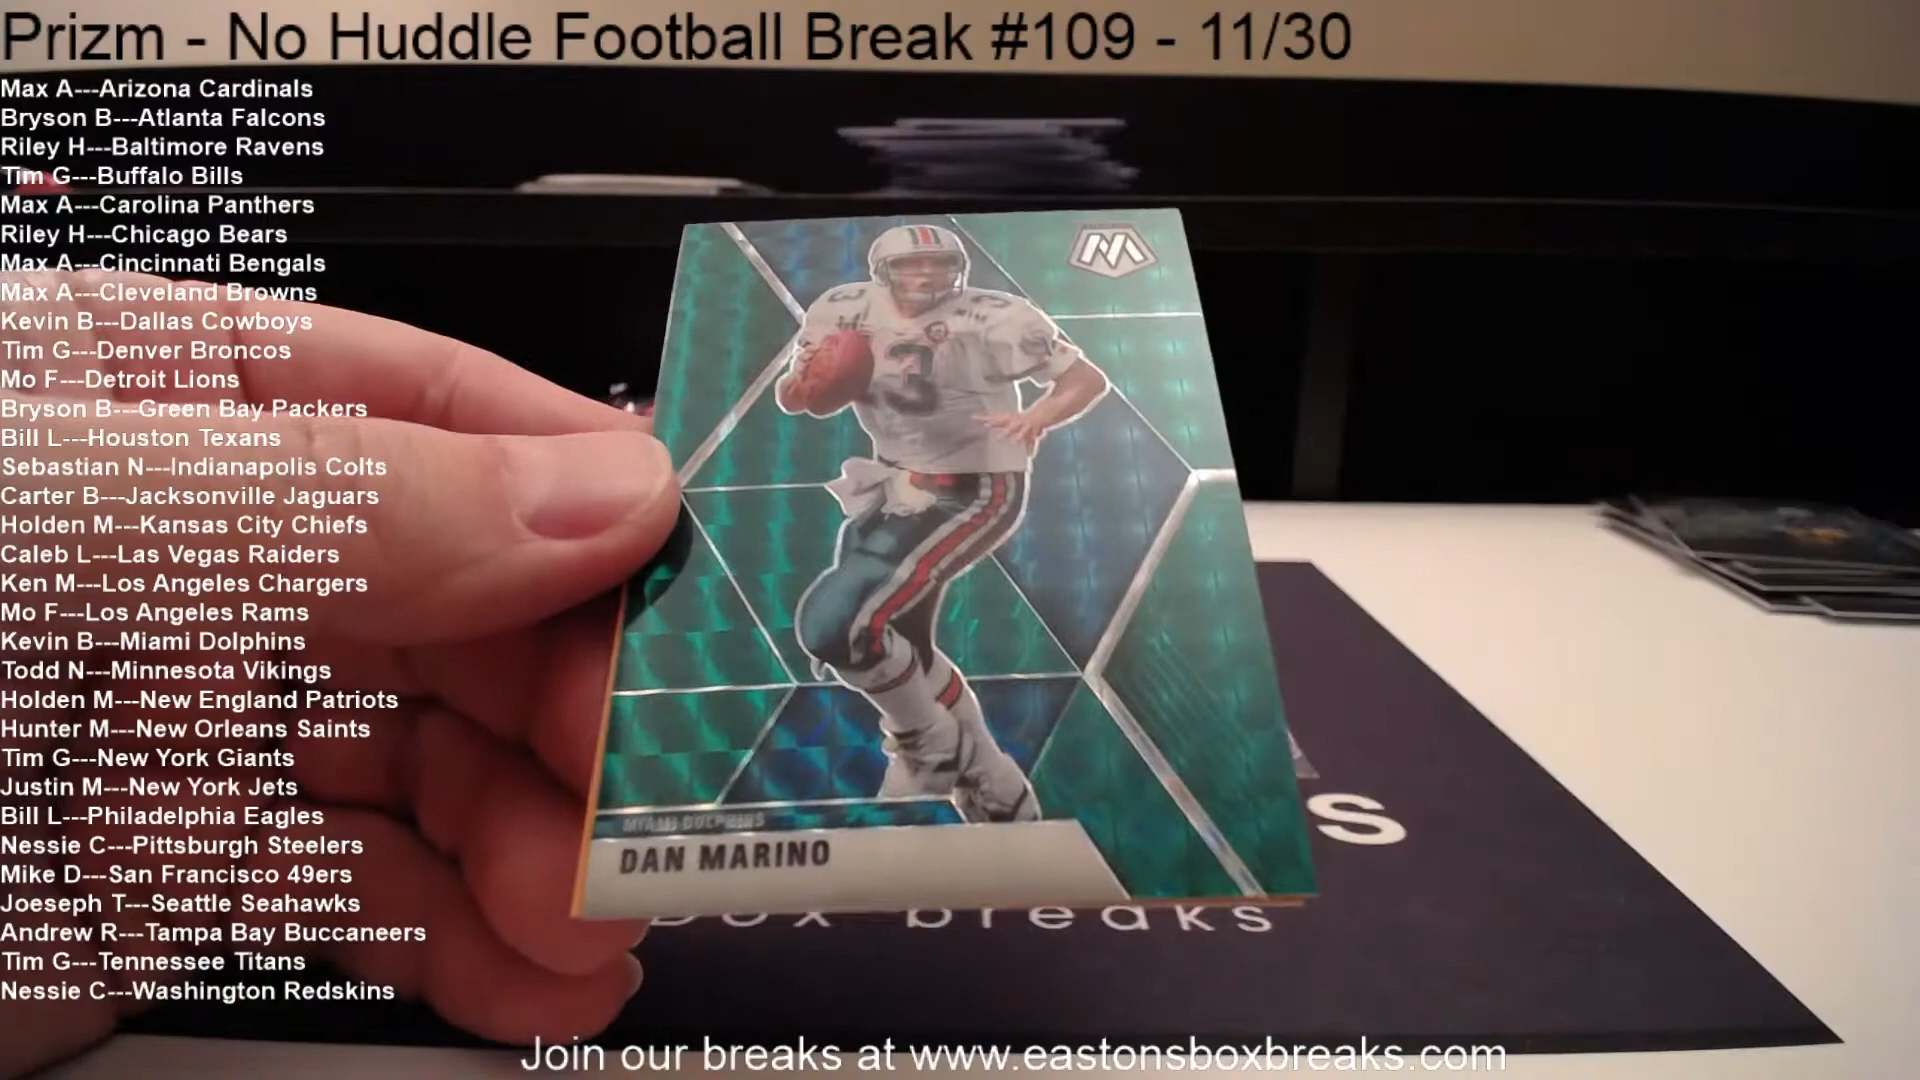 Prizm - No Huddle Football Break #109 - 11/30
Max A---Arizona Cardinals
Bryson B---Atlanta Falcons
Riley H---Baltimore Ravens
Tim G---Buffalo Bills
Max A---Carolina Panthers
Riley H---Chicago Bears
Max A---Cincinnati Bengals
Max A---Cleveland Browns
Kevin B---Dallas Cowboys
Tim G---Denver Broncos
Mo F---Detroit Lions
Bryson B---Green Bay Packers
Bill L---Houston Texans
Sebastian N---Indianapolis Colts
Carter B---Jacksonville Jaguars
Holden M---Kansas City Chiefs
Caleb L---Las Vegas Raiders
Ken M---Los Angeles Chargers
Mo F---Los Angeles Rams
Kevin B---Miami Dolphins
Todd N---Minnesota Vikings
Holden M---New England Patriots
Hunter M---New Orleans Saints
Tim G---New York Giants
Justin M---New York Jets
Bill L---Philadelphia Eagles
Nessie C---Pittsburgh Steelers
Mike D---San Francisco 49ers
Joeseph T---Seattle Seahawks
Andrew R---Tampa Bay Buccaneers
Tim G---Tennessee Titans
Nessie C---Washington Redskins
M
3
3
3
MIAMI DOLPHINS
DAN MARINO
S
box breaks
Join our breaks at www.eastonsboxbreaks.com